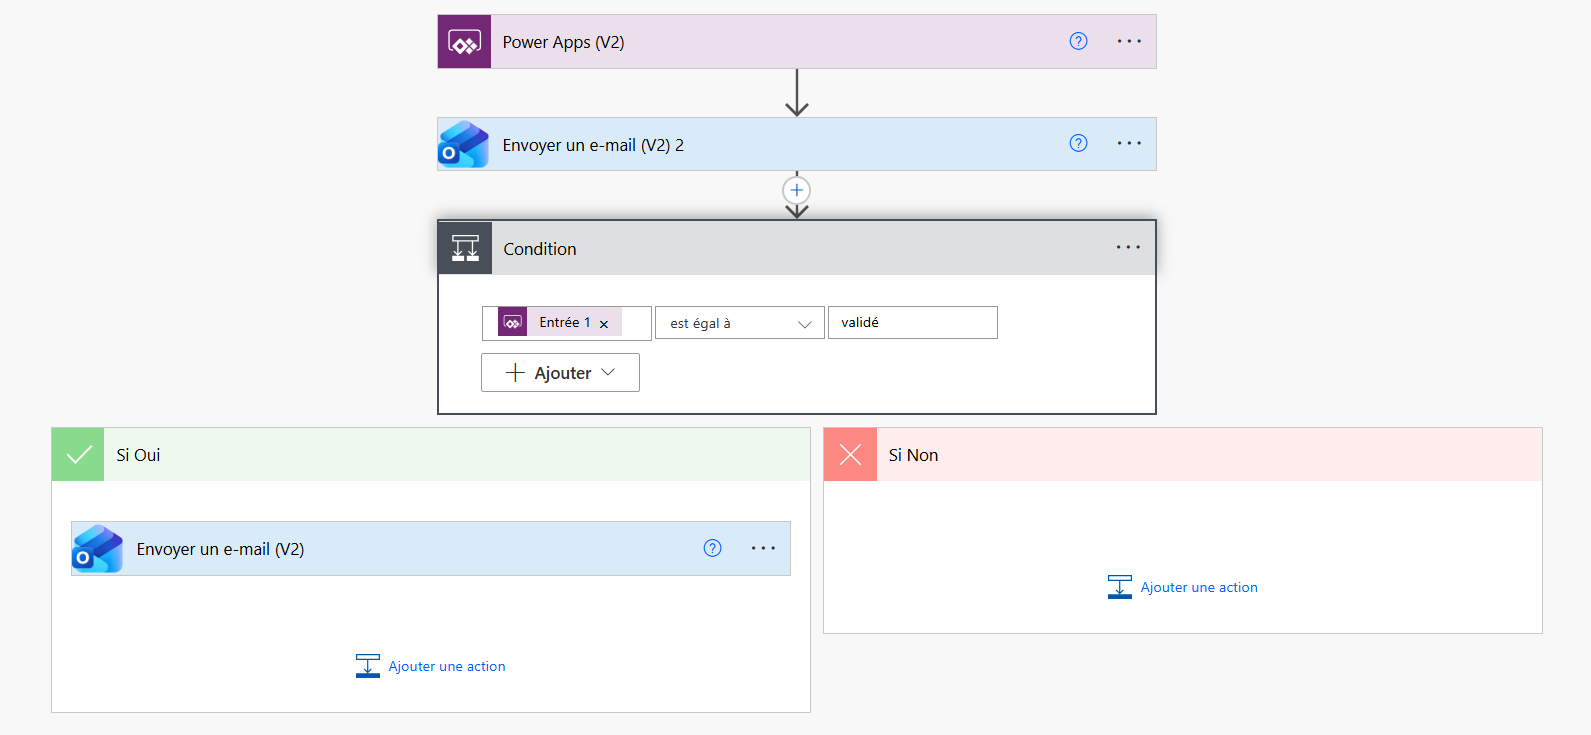 Power Apps (V2)
Envoyer un e-mail (V2) 2
Condition
Entrée 1 est égal à validé
Ajouter
Si Oui
Si Non
Envoyer un e-mail (V2)
Ajouter une action
Ajouter une action